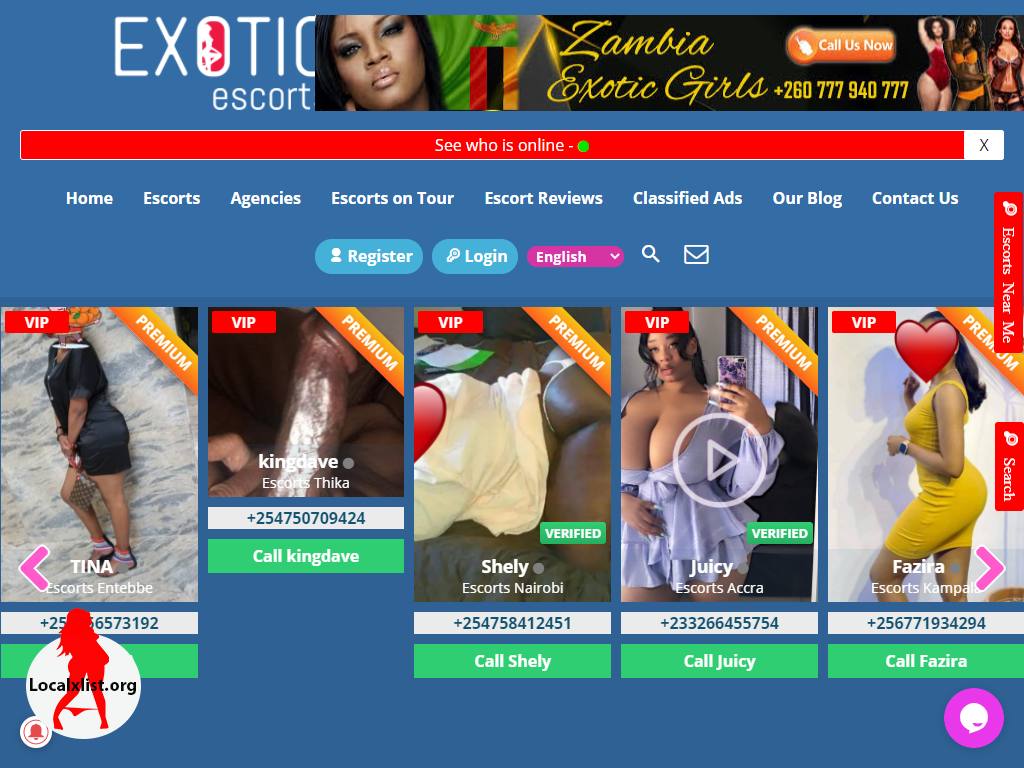 EXOTIC
escort
Zambia
Exotic Girls +260 777 940 777
Call Us Now
See who is online -
X
Home
Escorts
Agencies
Escorts on Tour
Escort Reviews
Classified Ads
Our Blog
Contact Us
Register
Login
English
Escorts Near Me
Search
VIP
PREMIUM
TINA
Escorts Entebbe
VIP
PREMIUM
kingdave
Escorts Thika
+254750709424
Call kingdave
VIP
PREMIUM
VERIFIED
Shely
Escorts Nairobi
+254758412451
Call Shely
VIP
PREMIUM
VERIFIED
Juicy
Escorts Accra
+233266455754
Call Juicy
VIP
PREMIUM
Fazira
Escorts Kampala
+256771934294
Call Fazira
Localxlist.org